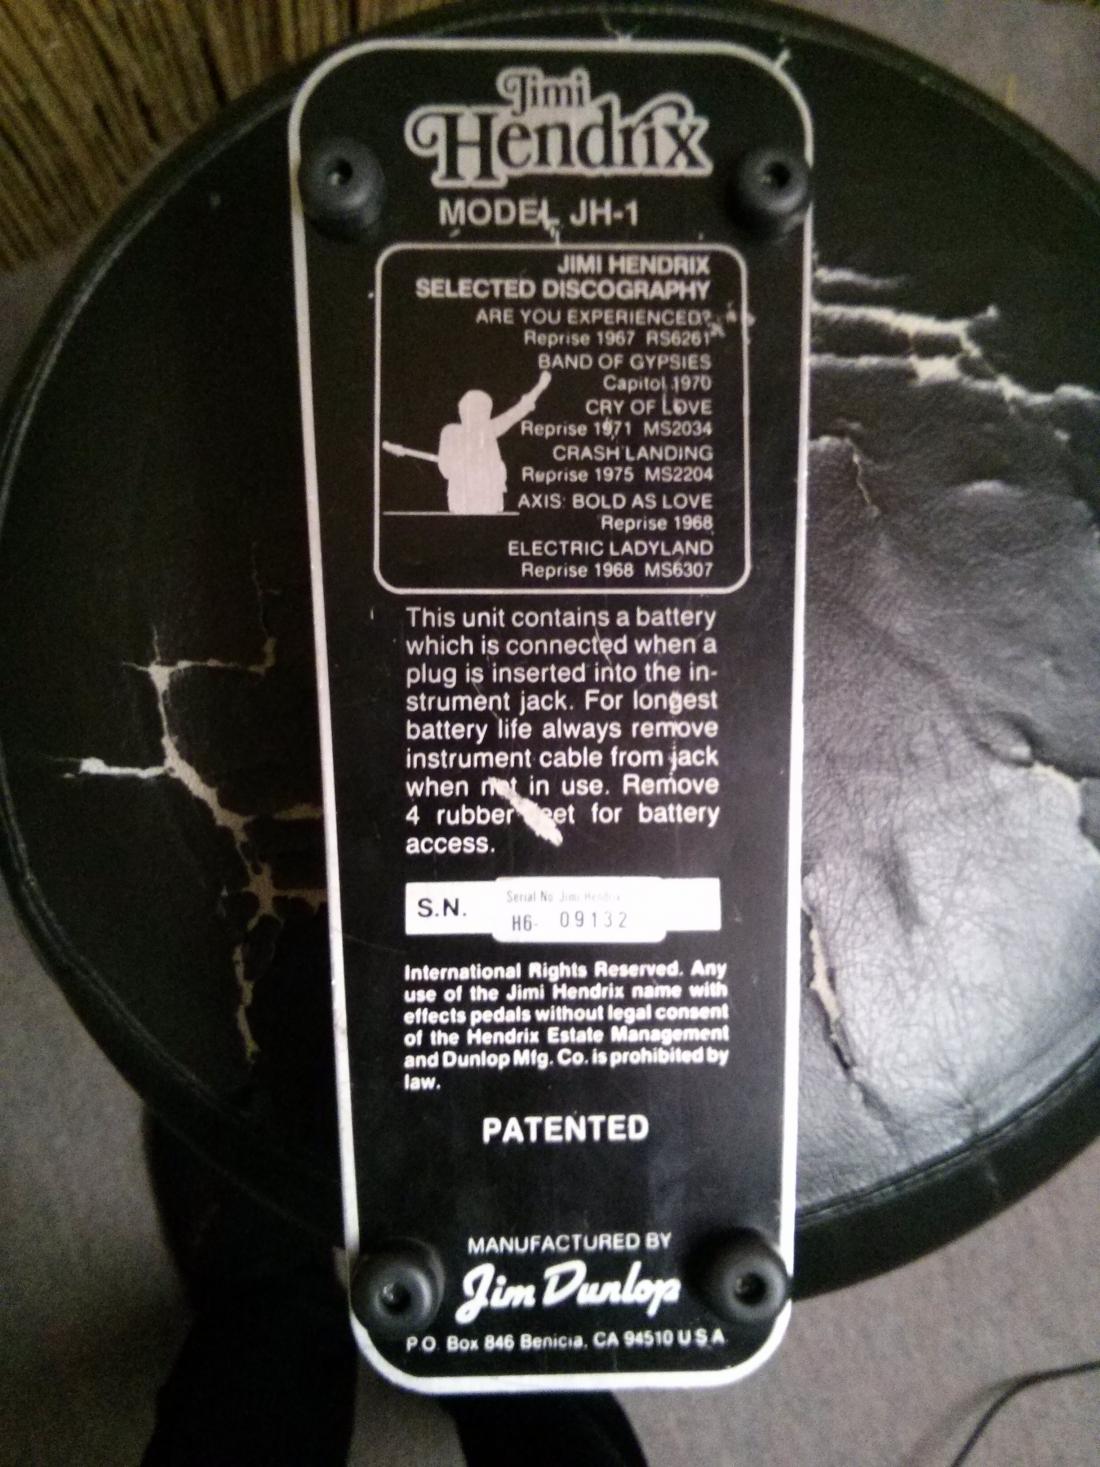 Jimi
Hendrix
MODEL JH-1
JIMI HENDRIX
SELECTED DISCOGRAPHY
ARE YOU EXPERIENCED?
Reprise 1967 RS6261
BAND OF GYPSIES
Capitol 1970
CRY OF LOVE
Reprise 1971 MS2034
CRASH LANDING
Reprise 1975 MS2204
AXIS: BOLD AS LOVE
Reprise 1968
ELECTRIC LADYLAND
Reprise 1968 MS6307
This unit contains a battery
which is connected when a
plug is inserted into the in-
strument jack. For longest
battery life always remove
instrument cable from jack
when not in use. Remove
4 rubber feet for battery
access.
S.N.
Serial No Jimi Hendrix
H6- 09132
International Rights Reserved. Any
use of the Jimi Hendrix name with
effects pedals without legal consent
of the Hendrix Estate Management
and Dunlop Mfg. Co. is prohibited by
law.
PATENTED
MANUFACTURED BY
Jim Dunlop
P.O. Box 846 Benicia, CA 94510 U.S.A.